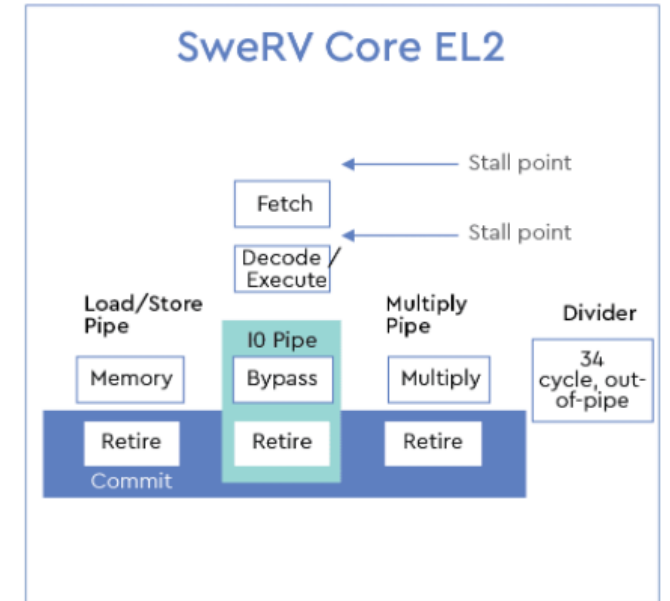 SweRV Core EL2
Stall point
Fetch
Stall point
Decode /
Execute
Load/Store
Pipe
Multiply
Pipe
Divider
I0 Pipe
Memory
Bypass
Multiply
34
cycle, out-
of-pipe
Retire
Retire
Retire
Commit